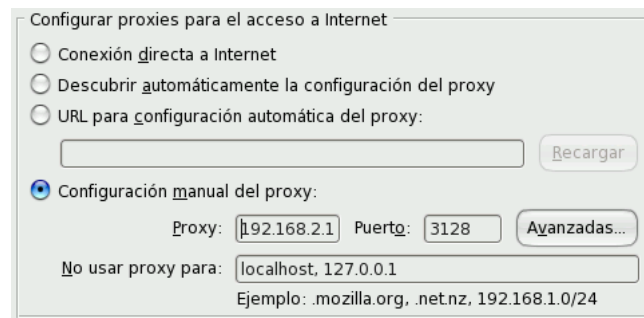 Configurar proxies para el acceso a Internet
Conexión directa a Internet
Descubrir automáticamente la configuración del proxy
URL para configuración automática del proxy:
Recargar
Configuración manual del proxy:
Proxy: 192.168.2.1 Puerto: 3128 Avanzadas...
No usar proxy para: localhost, 127.0.0.1
Ejemplo: .mozilla.org, .net.nz, 192.168.1.0/24